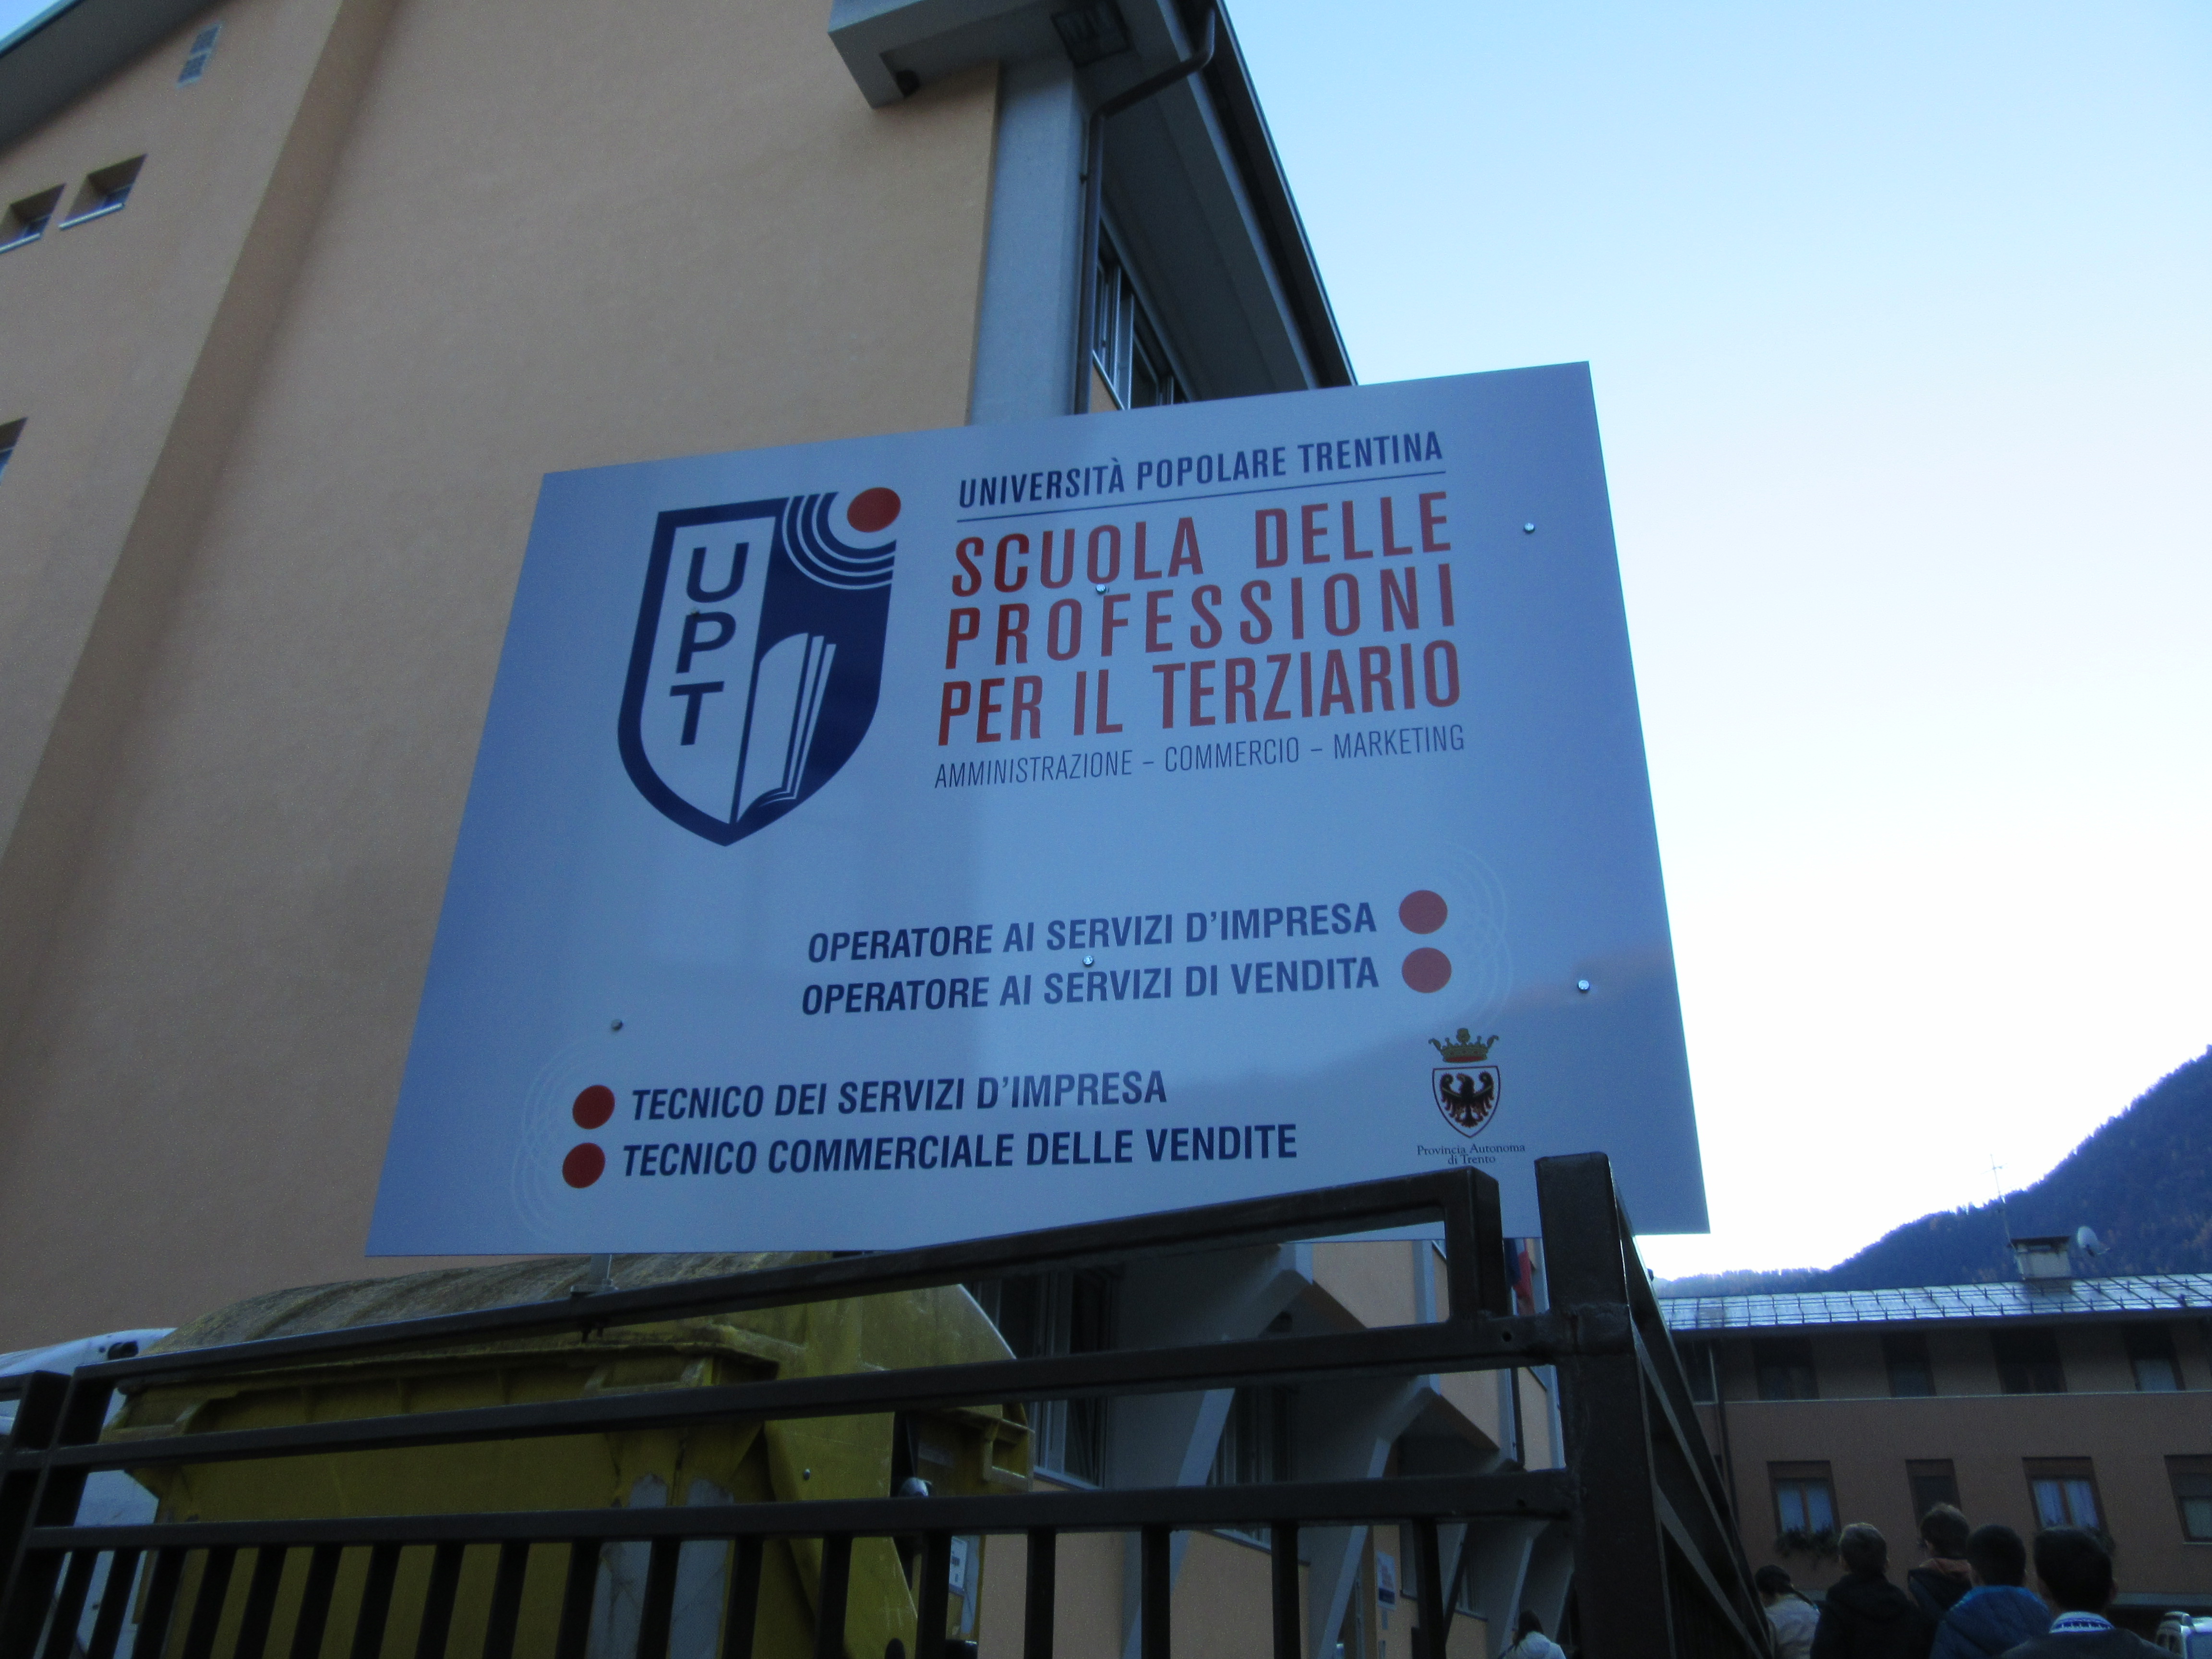 UPT
UNIVERSITÀ POPOLARE TRENTINA
SCUOLA DELLE
PROFESSIONI
PER IL TERZIARIO
AMMINISTRAZIONE – COMMERCIO – MARKETING
OPERATORE AI SERVIZI D'IMPRESA
OPERATORE AI SERVIZI DI VENDITA
TECNICO DEI SERVIZI D'IMPRESA
TECNICO COMMERCIALE DELLE VENDITE
Provincia Autonoma
di Trento